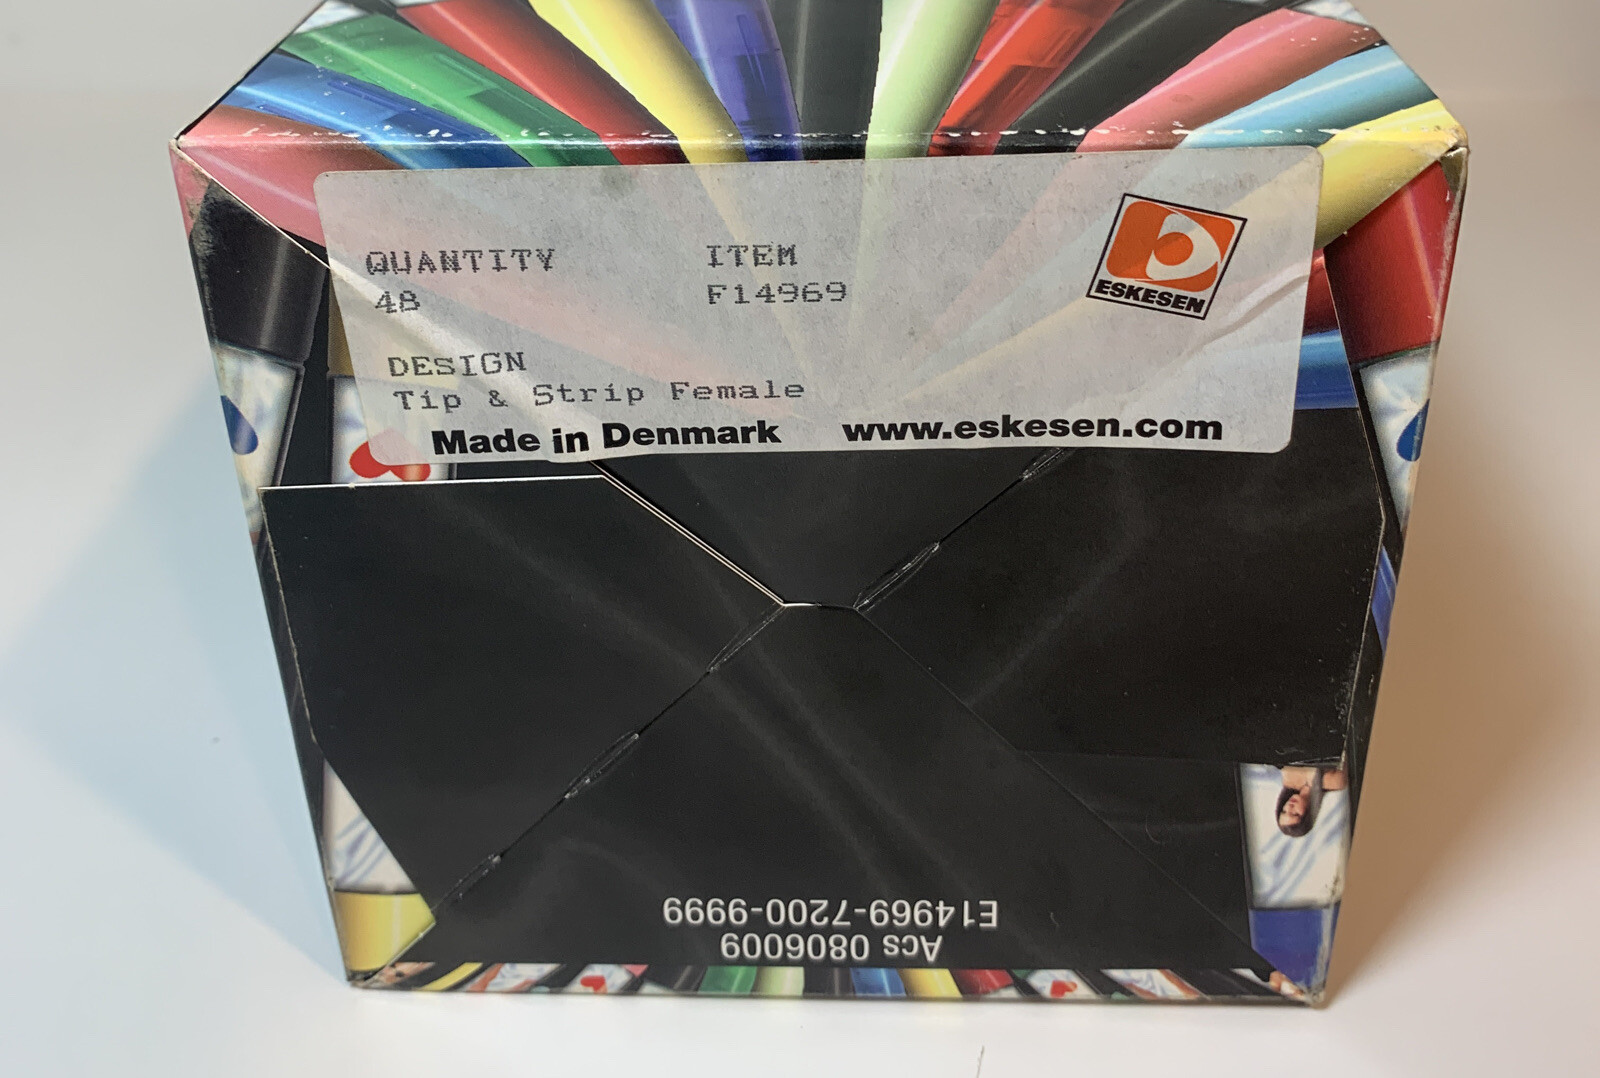 QUANTITY ITEM
48 F14969
ESKESEN
DESIGN
Tip & Strip Female
Made in Denmark www.eskesen.com
E14969-7200-9999
Acs 0806009